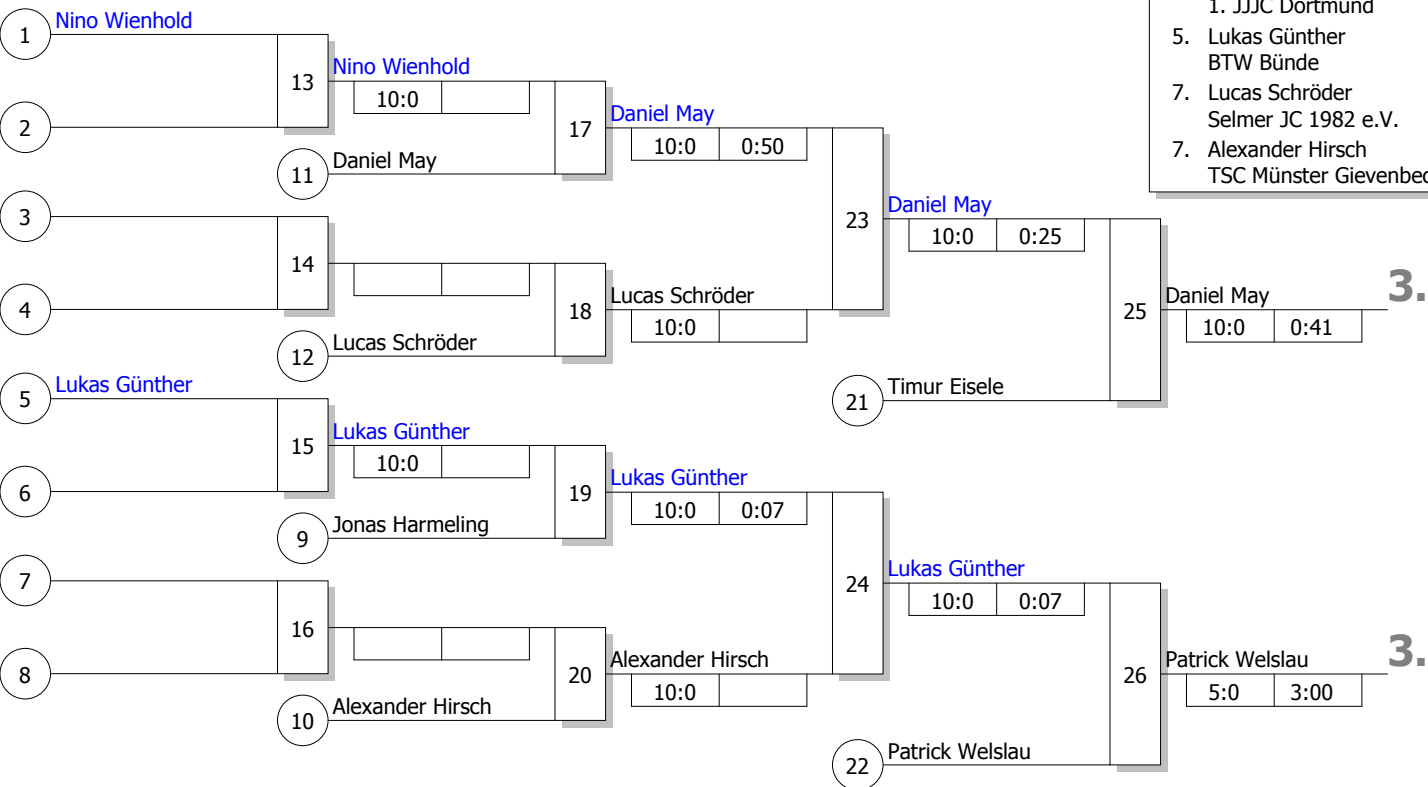 1. JJJC Dortmund
5. Lukas Günther
BTW Bünde
7. Lucas Schröder
Selmer JC 1982 e.V.
7. Alexander Hirsch
TSC Münster
1 Nino Wienhold
13 Nino Wienhold
10:0
2
17 Daniel May
10:0 0:50
11 Daniel May
3
23 Daniel May
10:0 0:25
14
4
18 Lucas Schröder
10:0
25 Daniel May 3.
10:0 0:41
12 Lucas Schröder
5 Lukas Günther
21 Timur Eisele
15 Lukas Günther
10:0
6
19 Lukas Günther
10:0 0:07
9 Jonas Harmeling
7
24 Lukas Günther
10:0 0:07
16
8
20 Alexander Hirsch
10:0
26 Patrick Welslau 3.
5:0 3:00
10 Alexander Hirsch
22 Patrick Welslau